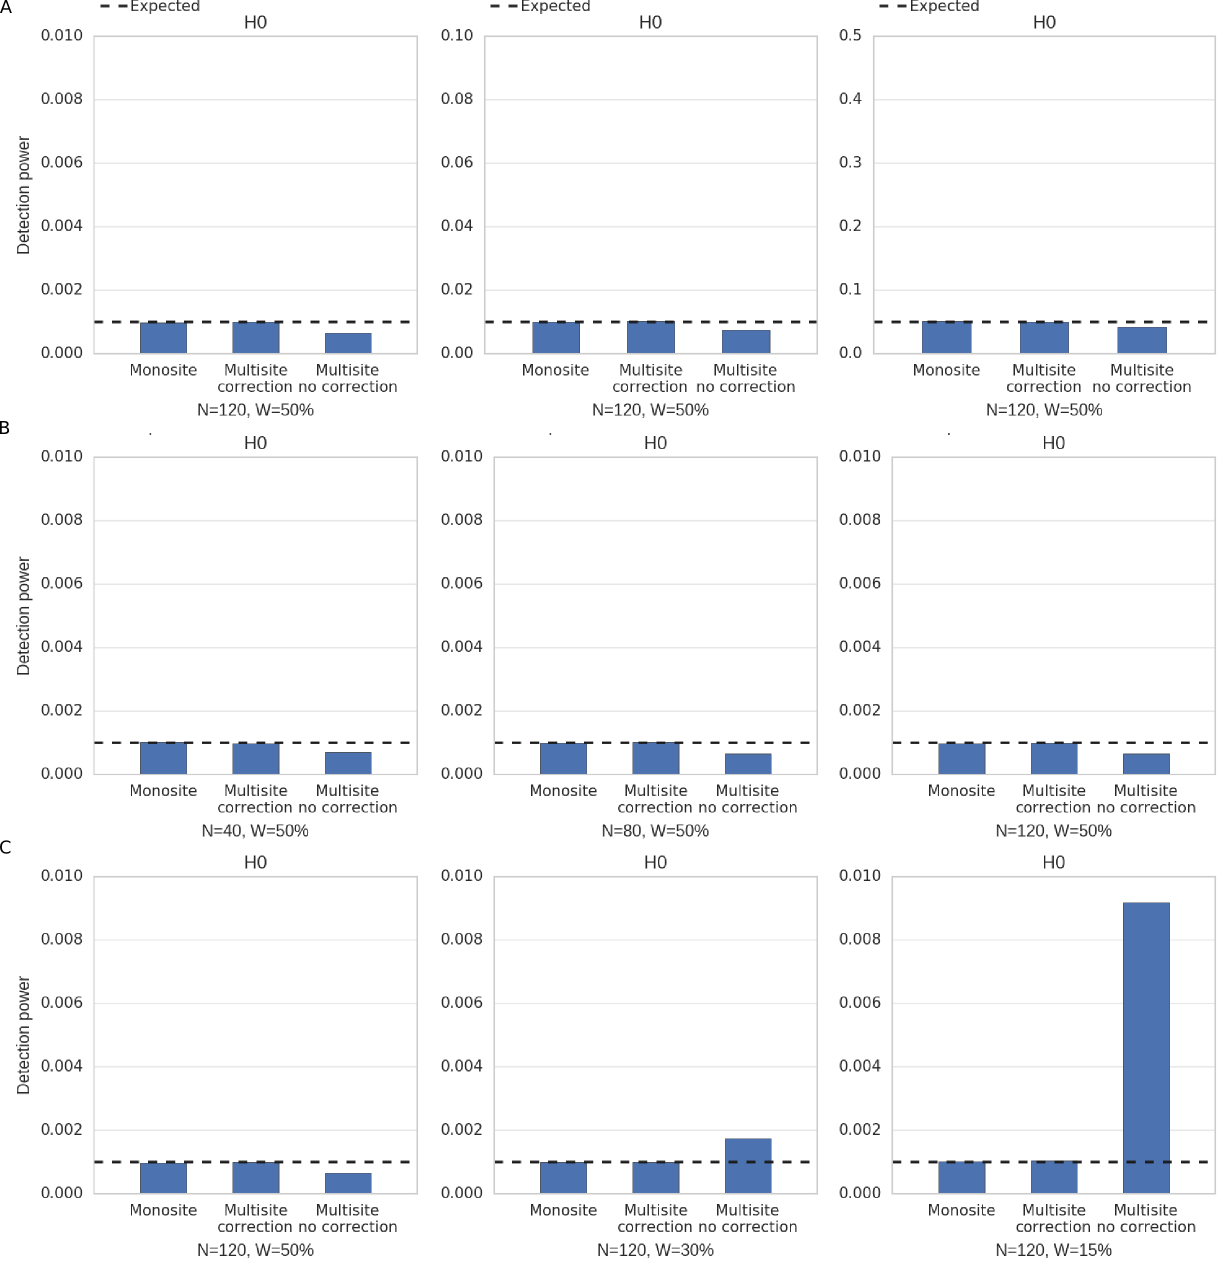 A
Expected
Expected
Expected
H0
H0
H0
0.010
0.008
0.006
0.004
0.002
0.000
0.10
0.08
0.06
0.04
0.02
0.00
0.5
0.4
0.3
0.2
0.1
0.0
Detection power
Monosite Multisite Multisite
correction no correction
N=120, W=50%
Monosite Multisite Multisite
correction no correction
N=120, W=50%
Monosite Multisite Multisite
correction no correction
N=120, W=50%
B
H0
H0
H0
0.010
0.008
0.006
0.004
0.002
0.000
0.010
0.008
0.006
0.004
0.002
0.000
0.010
0.008
0.006
0.004
0.002
0.000
Detection power
Monosite Multisite Multisite
correction no correction
N=40, W=50%
Monosite Multisite Multisite
correction no correction
N=80, W=50%
Monosite Multisite Multisite
correction no correction
N=120, W=50%
C
H0
H0
H0
0.010
0.008
0.006
0.004
0.002
0.000
0.010
0.008
0.006
0.004
0.002
0.000
0.010
0.008
0.006
0.004
0.002
0.000
Detection power
Monosite Multisite Multisite
correction no correction
N=120, W=50%
Monosite Multisite Multisite
correction no correction
N=120, W=30%
Monosite Multisite Multisite
correction no correction
N=120, W=15%